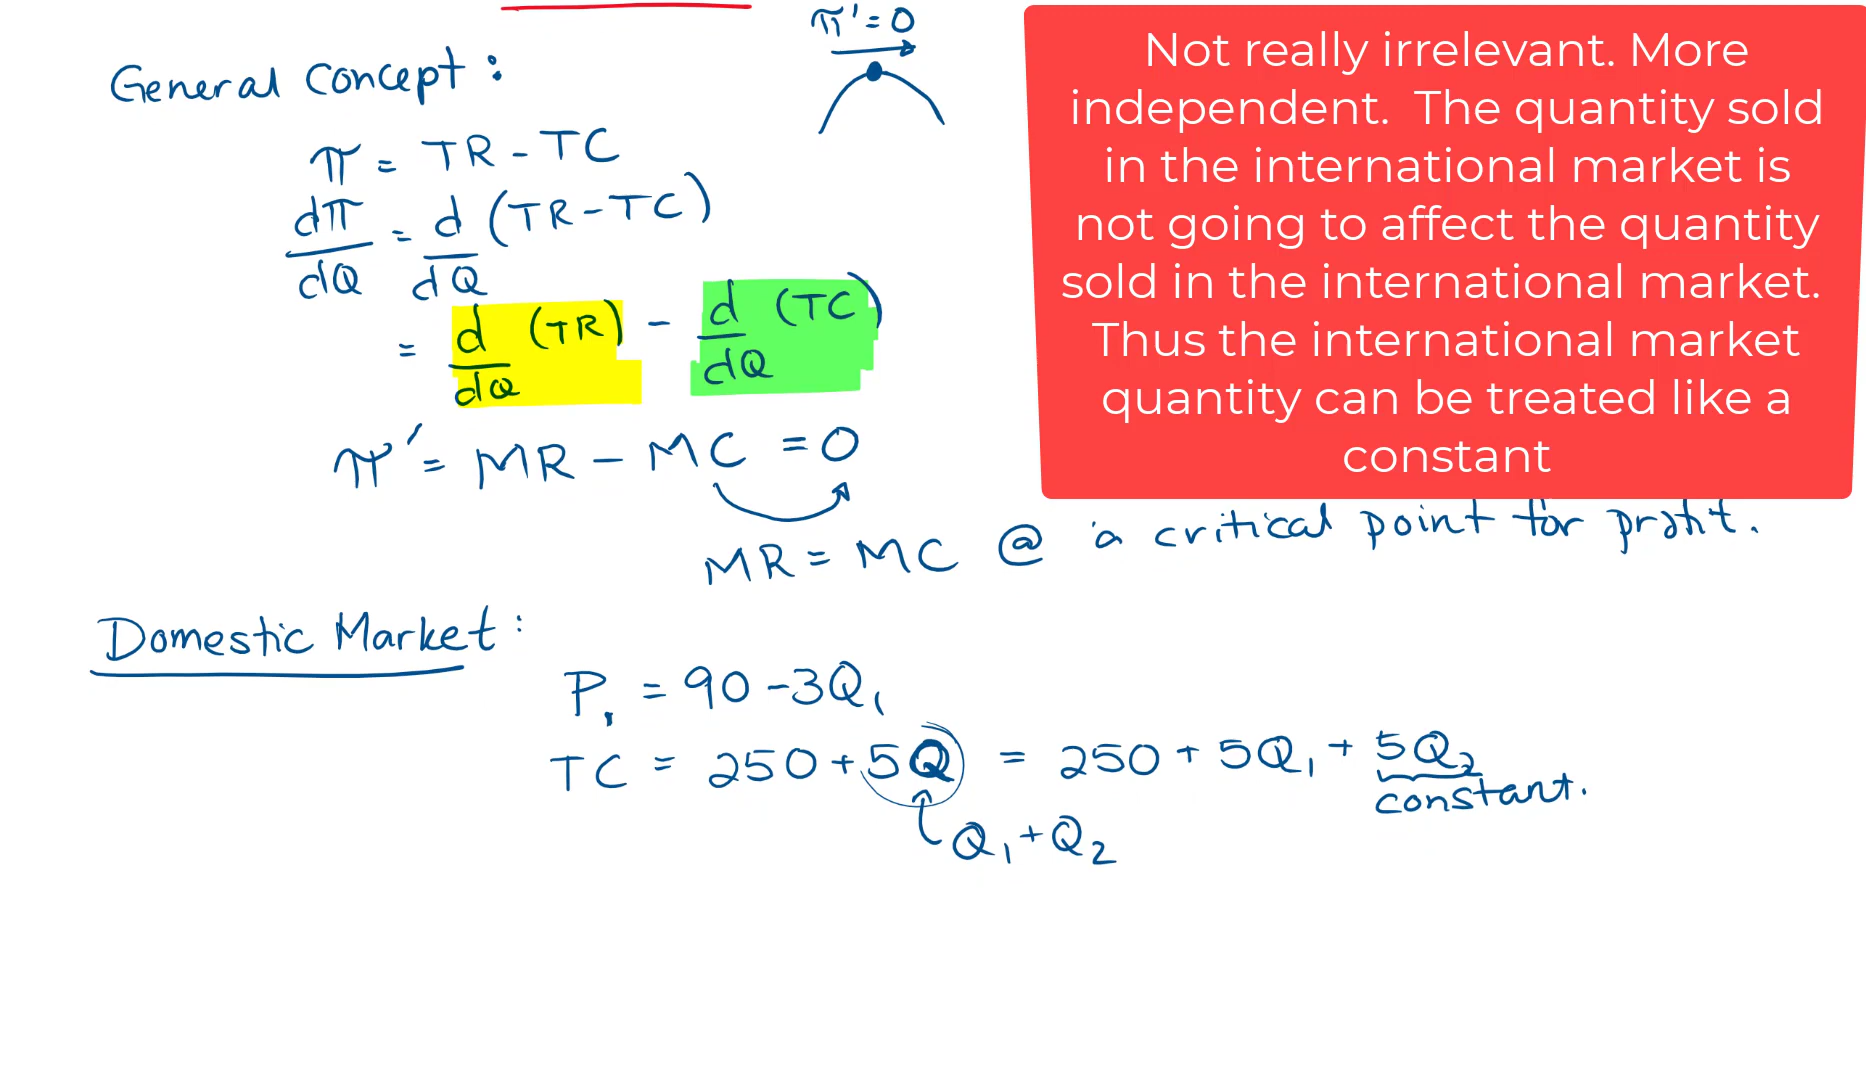 π' = 0
General Concept:
π = TR - TC
dπ/dQ = d/dQ (TR - TC)
= d/dQ (TR) - d/dQ (TC)
π' = MR - MC = 0
MR = MC @ a critical point for profit.
Not really irrelevant. More
independent. The quantity sold
in the international market is
not going to affect the quantity
sold in the international market.
Thus the international market
quantity can be treated like a
constant
Domestic Market:
P₁ = 90 - 3Q₁
TC = 250 + 5Q = 250 + 5Q₁ + 5Q₂
constant.
Q₁ + Q₂